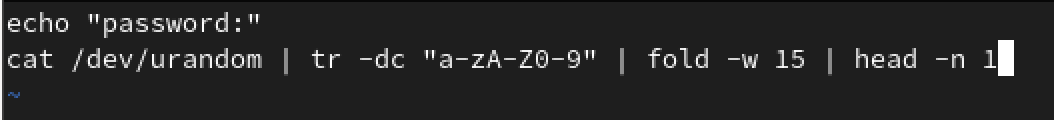 echo "password:"
cat /dev/urandom | tr -dc "a-zA-Z0-9" | fold -w 15 | head -n 1
~